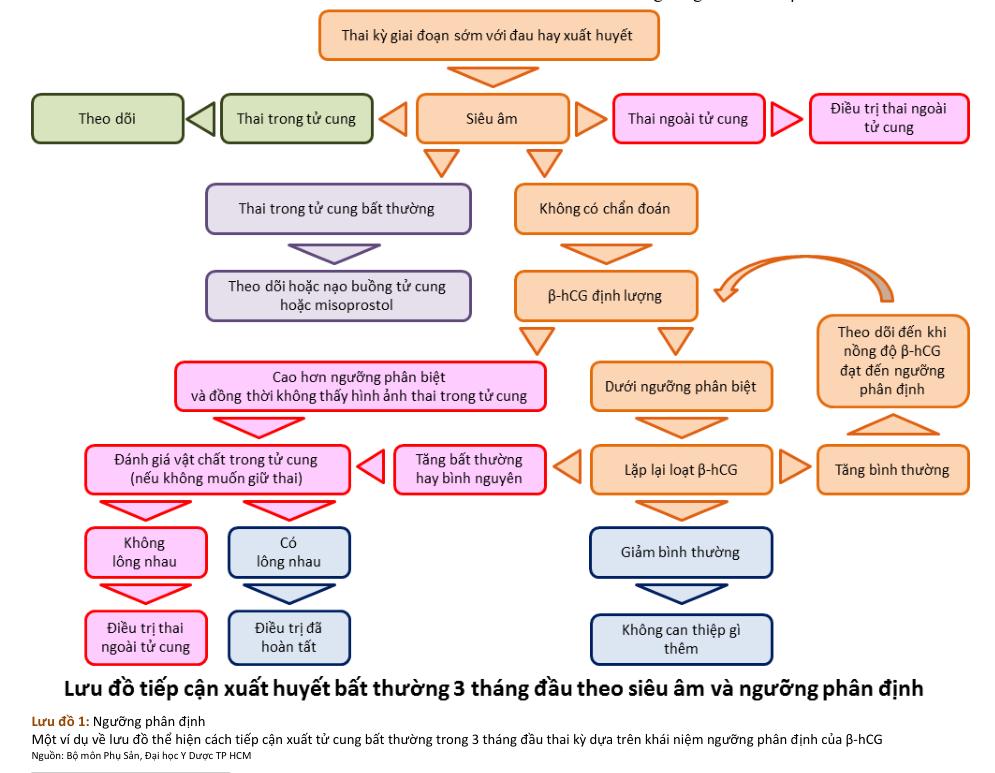 Thai kỳ giai đoạn sớm với đau hay xuất huyết
Theo dõi
Thai trong tử cung
Siêu âm
Thai ngoài tử cung
Điều trị thai ngoài
tử cung
Thai trong tử cung bất thường
Không có chẩn đoán
Theo dõi hoặc nạo buồng tử cung
hoặc misoprostol
β-hCG định lượng
Theo dõi đến khi
nồng độ β-hCG
đạt đến ngưỡng
phân định
Cao hơn ngưỡng phân biệt
và đồng thời không thấy hình ảnh thai trong tử cung
Dưới ngưỡng phân biệt
Đánh giá vật chất trong tử cung
(nếu không muốn giữ thai)
Tăng bất thường
hay bình nguyên
Lặp lại loạt β-hCG
Tăng bình thường
Không
lông nhau
Có
lông nhau
Giảm bình thường
Điều trị thai
ngoài tử cung
Điều trị đã
hoàn tất
Không can thiệp gì
thêm
Lưu đồ tiếp cận xuất huyết bất thường 3 tháng đầu theo siêu âm và ngưỡng phân định
Lưu đồ 1: Ngưỡng phân định
Một ví dụ về lưu đồ thể hiện cách tiếp cận xuất tử cung bất thường trong 3 tháng đầu thai kỳ dựa trên khái niệm ngưỡng phân định của β-hCG
Nguồn: Bộ môn Phụ Sản, Đại học Y Dược TP HCM